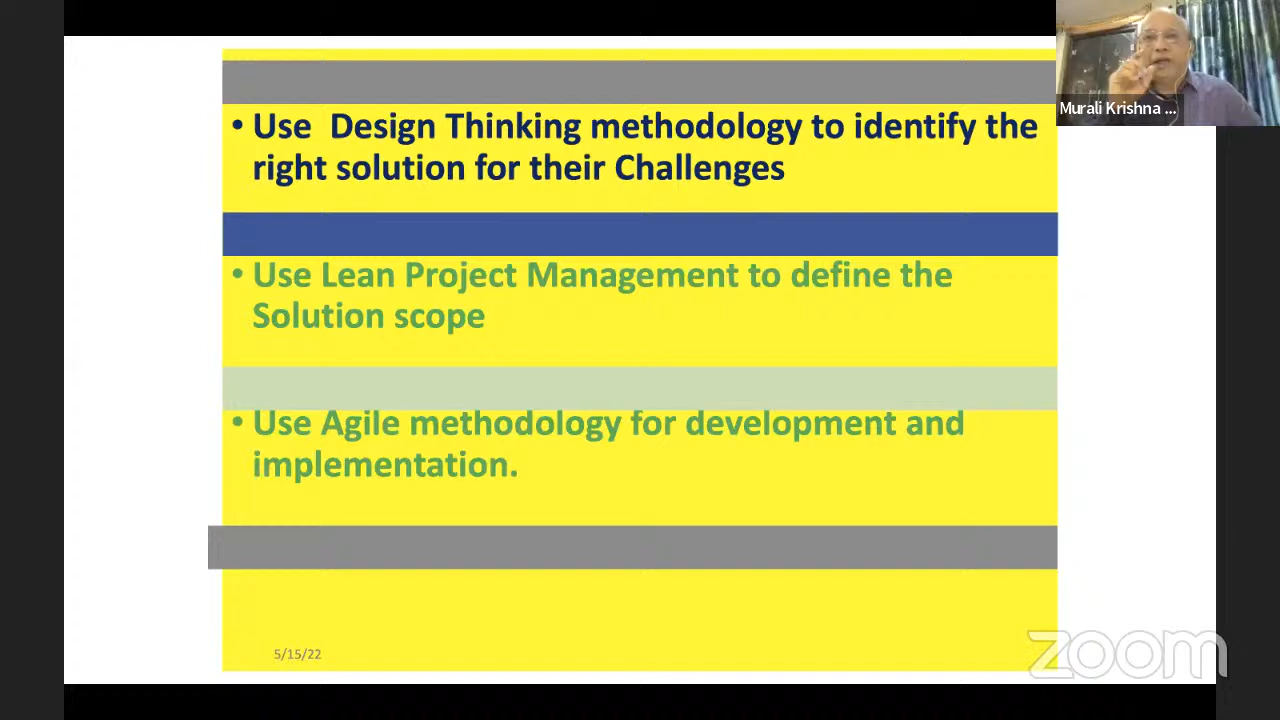 • Use  Design Thinking methodology to identify the
right solution for their Challenges
• Use Lean Project Management to define the
Solution scope
• Use Agile methodology for development and
implementation.
5/15/22
Murali Krishna ...
zoom